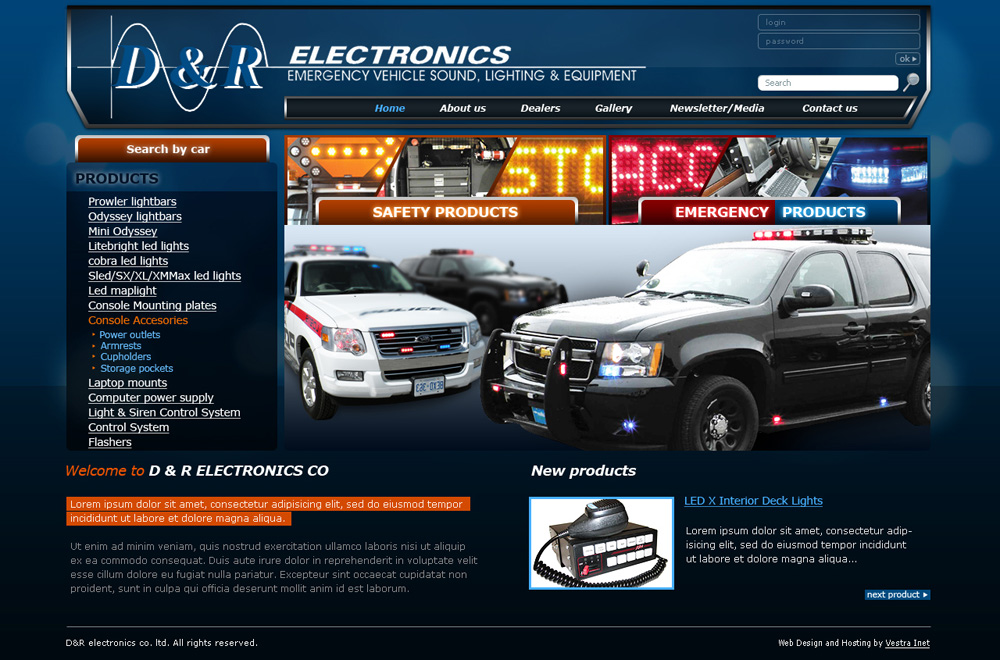 D & R
ELECTRONICS
EMERGENCY VEHICLE SOUND, LIGHTING & EQUIPMENT
login
password
ok
Search
Home About us Dealers Gallery Newsletter/Media Contact us
Search by car
PRODUCTS
Prowler lightbars
Odyssey lightbars
Mini Odyssey
Litebright led lights
cobra led lights
Sled/SX/XL/XMMax led lights
Led maplight
Console Mounting plates
Console Accesories
Power outlets
Armrests
Cupholders
Storage pockets
Laptop mounts
Computer power supply
Light & Siren Control System
Control System
Flashers
STO
ACC
SAFETY PRODUCTS
EMERGENCY PRODUCTS
POLICE
Welcome to D & R ELECTRONICS CO
Lorem ipsum dolor sit amet, consectetur adipisicing elit, sed do eiusmod tempor
incididunt ut labore et dolore magna aliqua.
Ut enim ad minim veniam, quis nostrud exercitation ullamco laboris nisi ut aliquip
ex ea commodo consequat. Duis aute irure dolor in reprehenderit in voluptate velit
esse cillum dolore eu fugiat nulla pariatur. Excepteur sint occaecat cupidatat non
proident, sunt in culpa qui officia deserunt mollit anim id est laborum.
New products
LED X Interior Deck Lights
Lorem ipsum dolor sit amet, consectetur adip-
isicing elit, sed do eiusmod tempor incididunt
ut labore et dolore magna aliqua...
next product
D&R electronics co. ltd. All rights reserved.
Web Design and Hosting by Vestra Inet